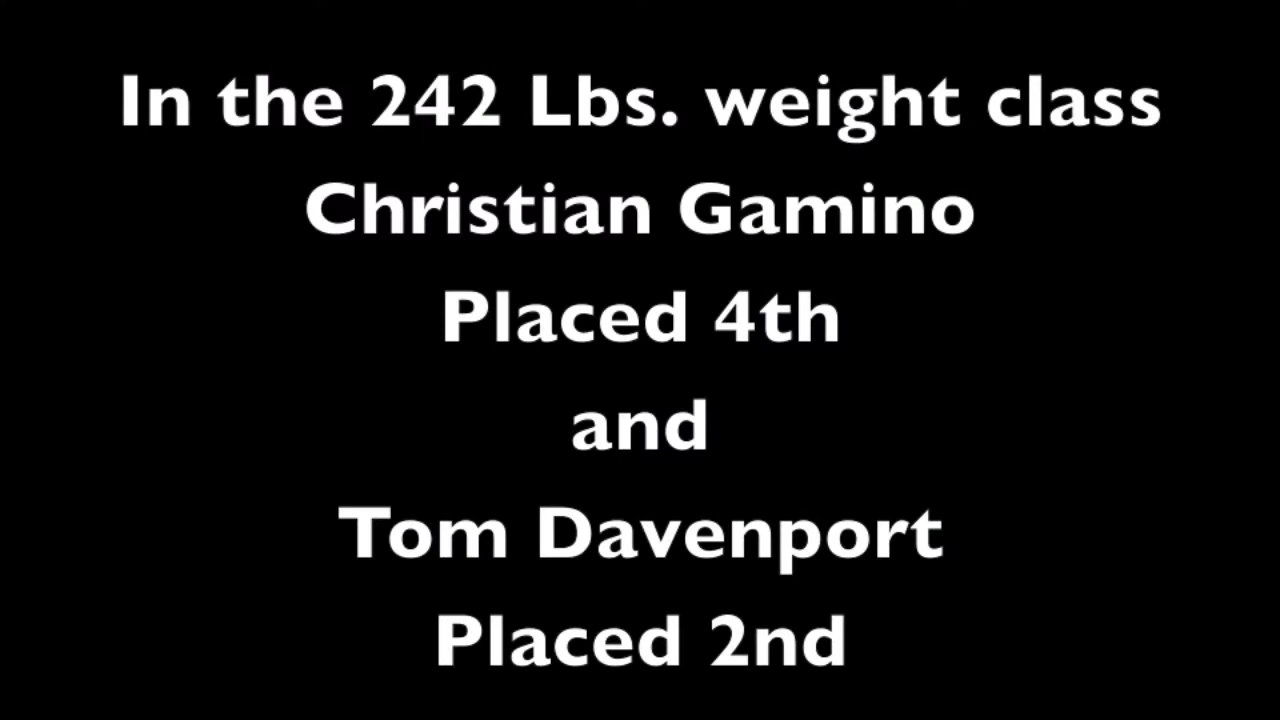 In the 242 Lbs. weight class
Christian Gamino
Placed 4th
and
Tom Davenport
Placed 2nd